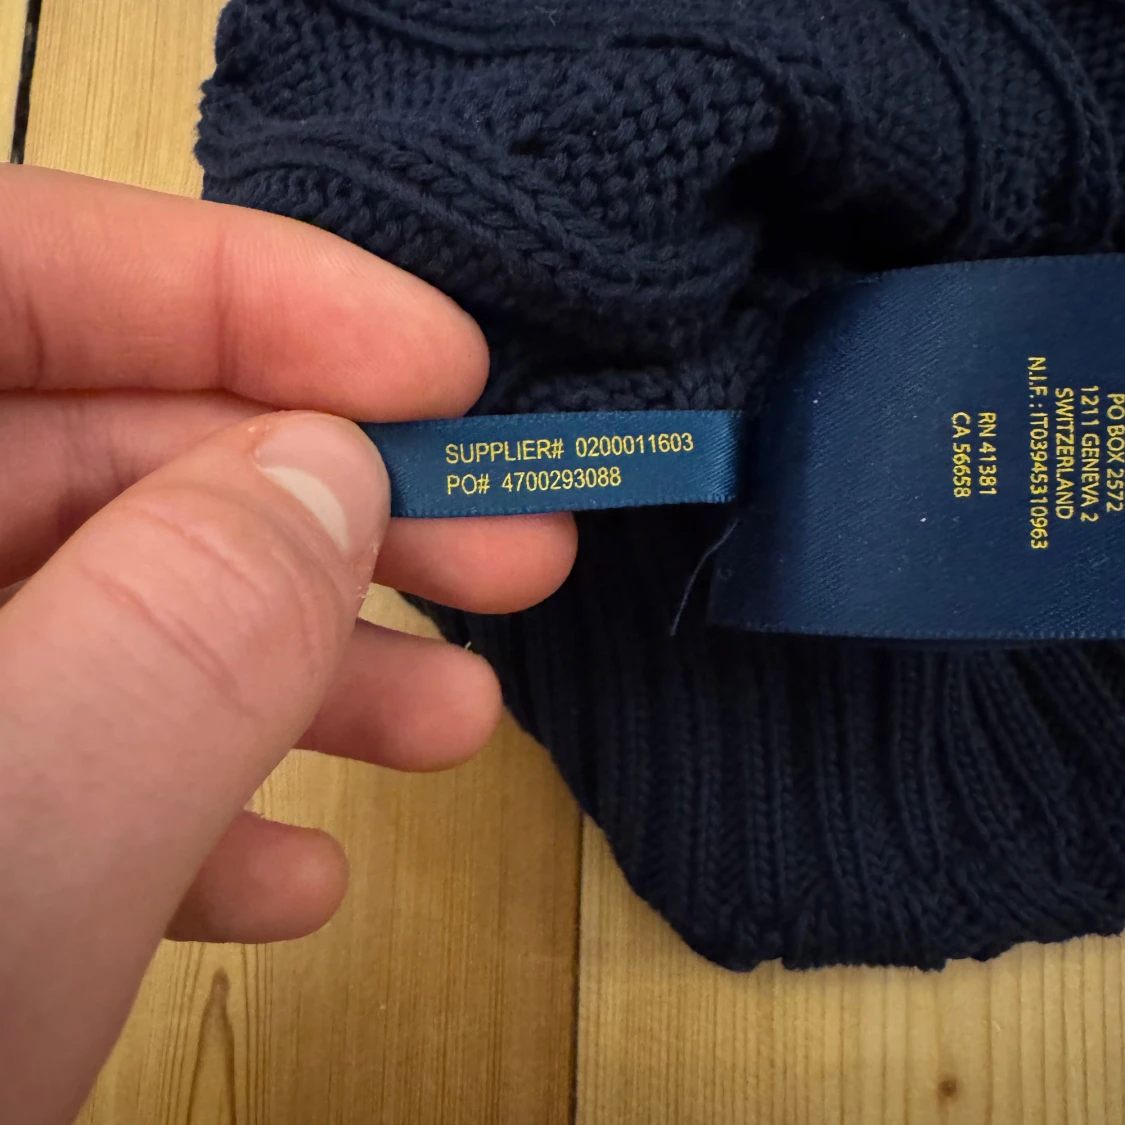 SUPPLIER# 0200011603
PO# 4700293088
PO BOX 2572
1211 GENEVA 2
SWITZERLAND
N.I.F. : IT03945310963
RN 41381
CA 56658